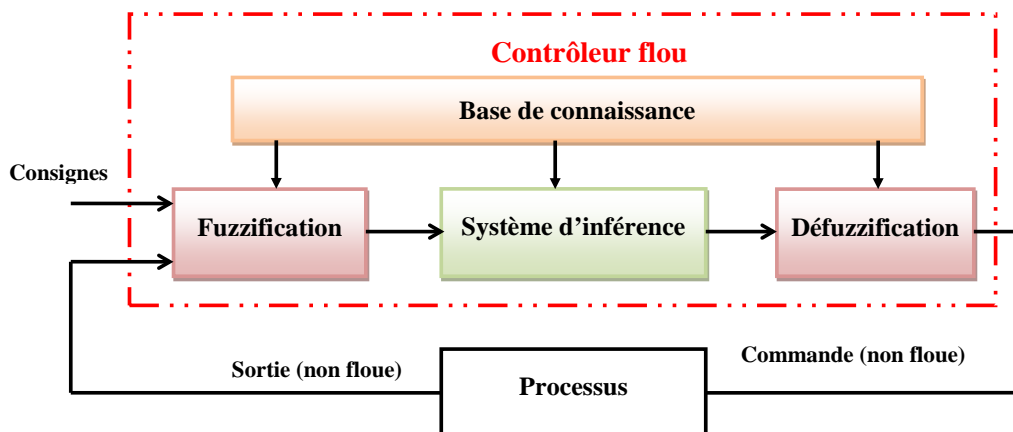 Contrôleur flou
Base de connaissance
Consignes
Fuzzification
Système d’inférence
Défuzzification
Sortie (non floue)
Processus
Commande (non floue)